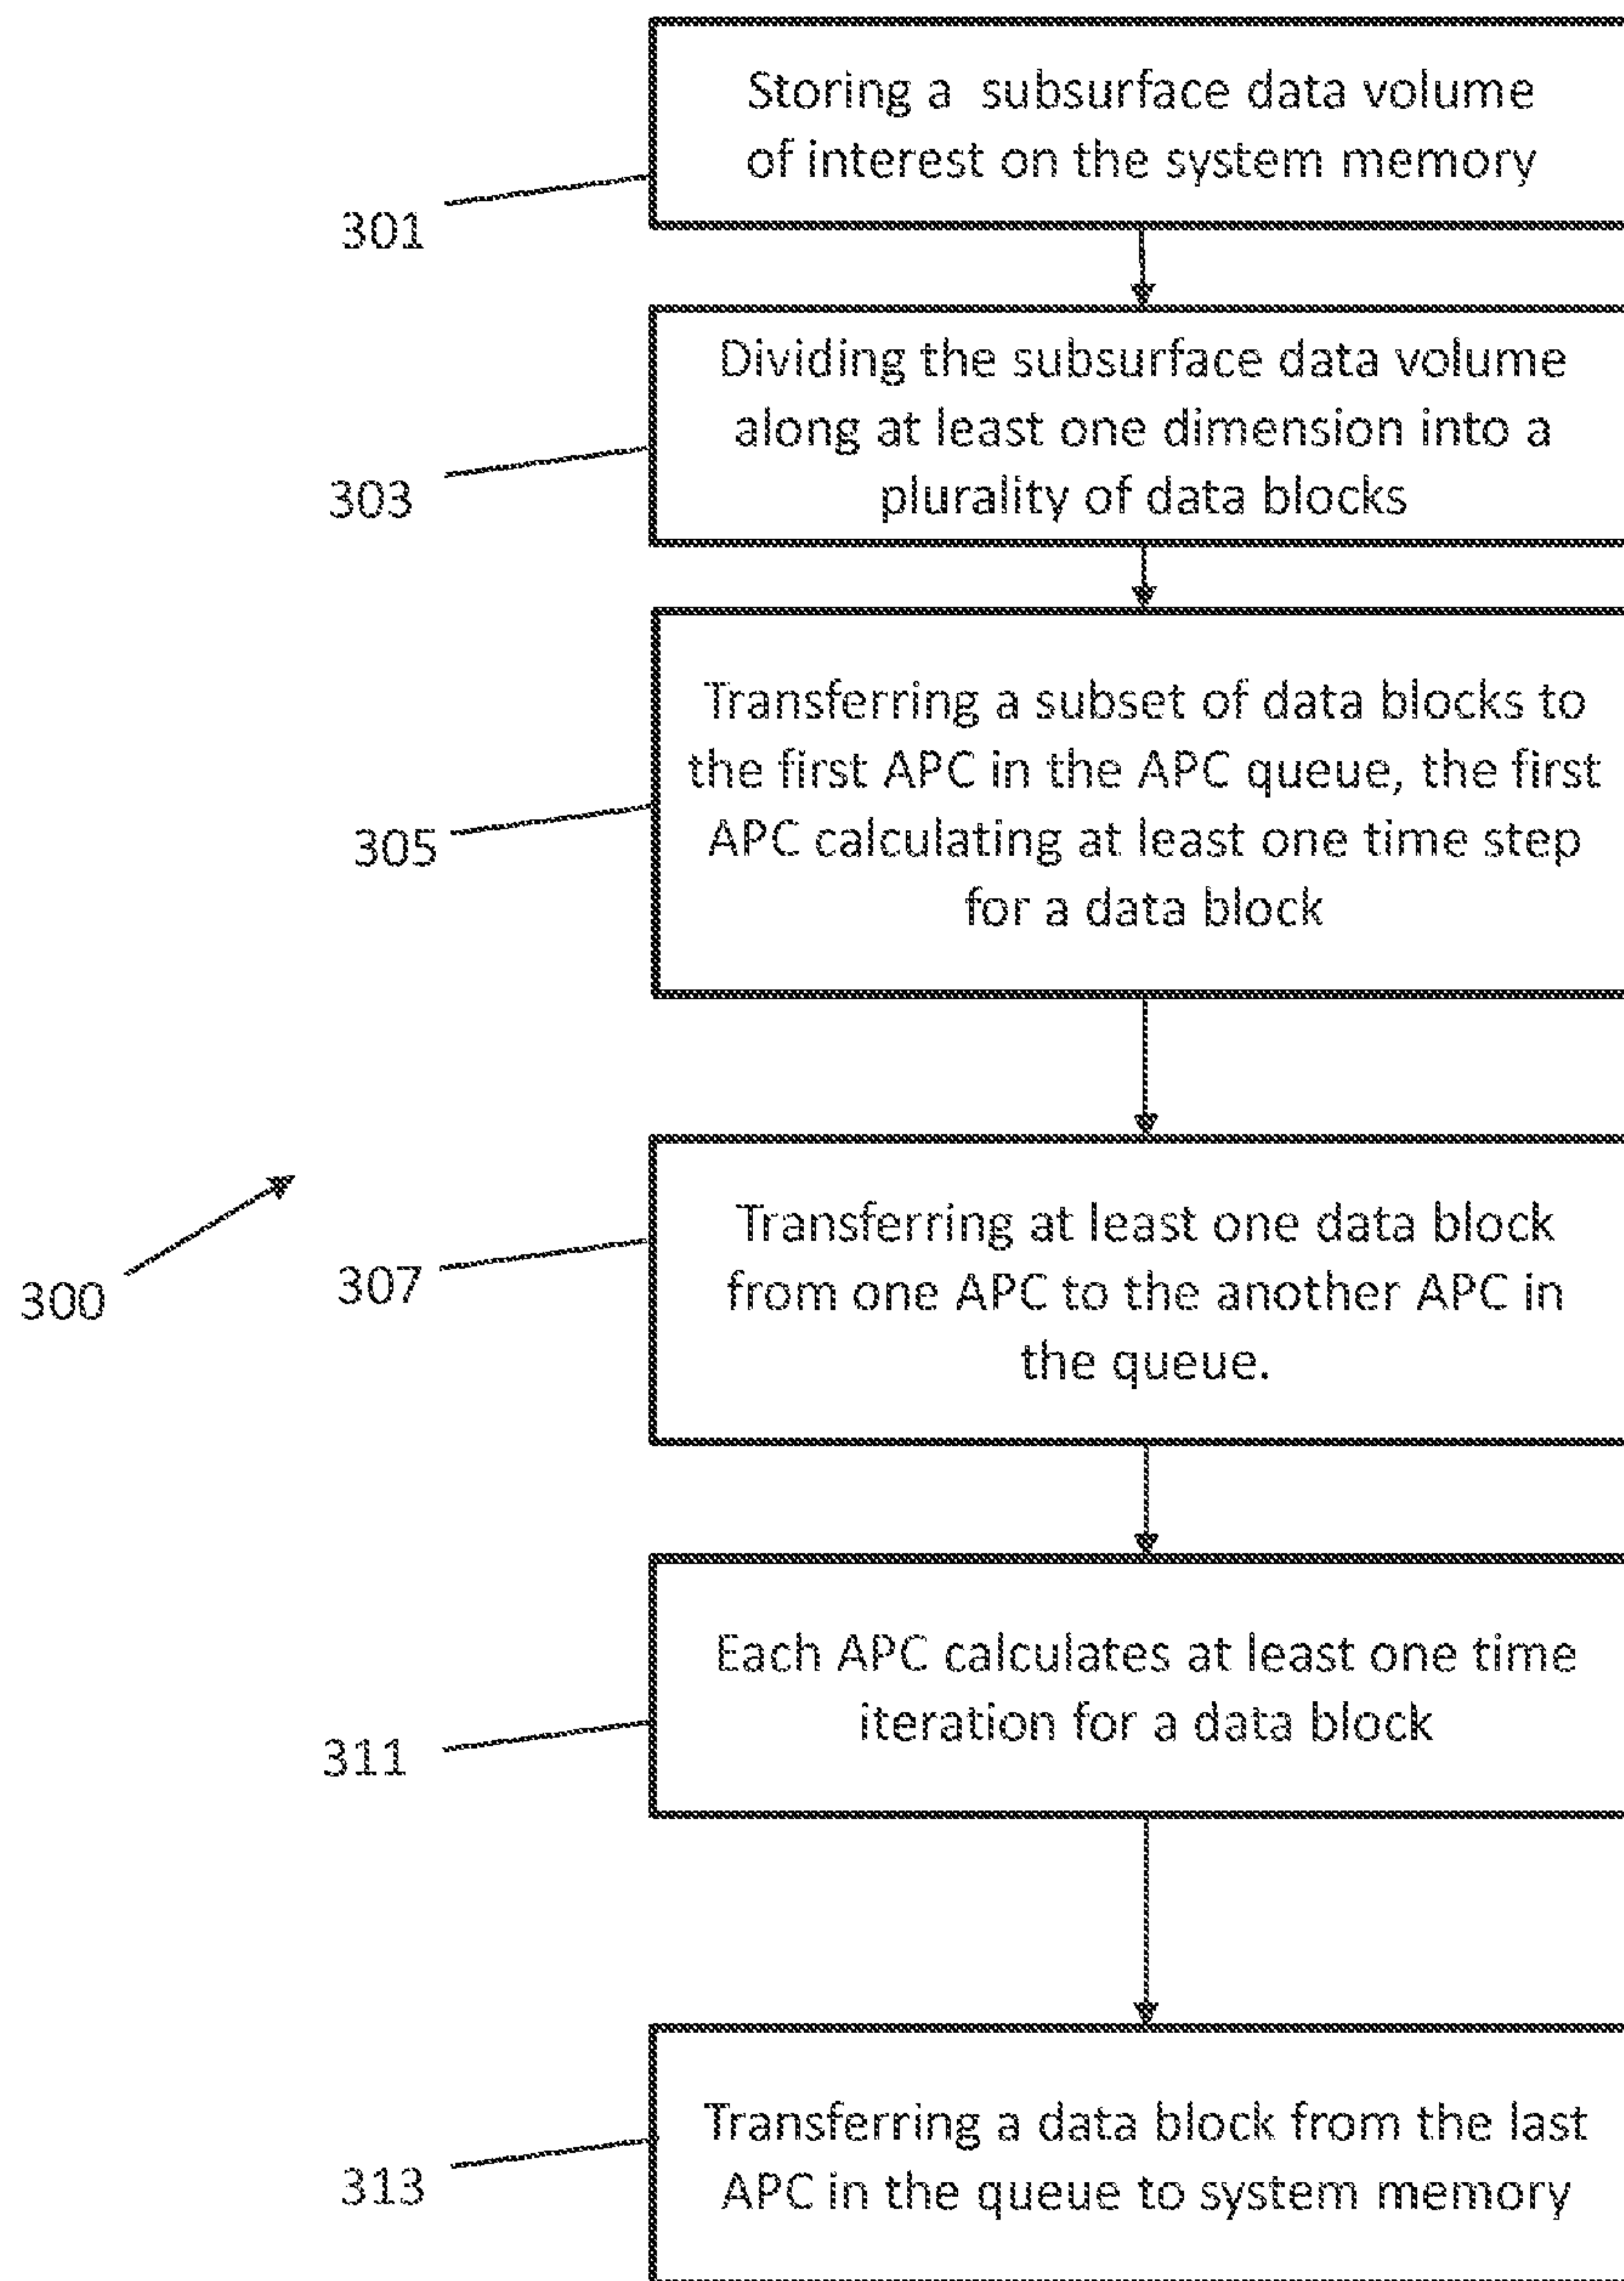 Storing a subsurface data volume
of interest on the system memory
301
Dividing the subsurface data volume
along at least one dimension into a
plurality of data blocks
303
Transferring a subset of data blocks to
the first APC in the APC queue, the first
APC calculating at least one time step
for a data block
305
Transferring at least one data block
from one APC to the another APC in
the queue.
300
307
Each APC calculates at least one time
iteration for a data block
311
Transferring a data block from the last
APC in the queue to system memory
313